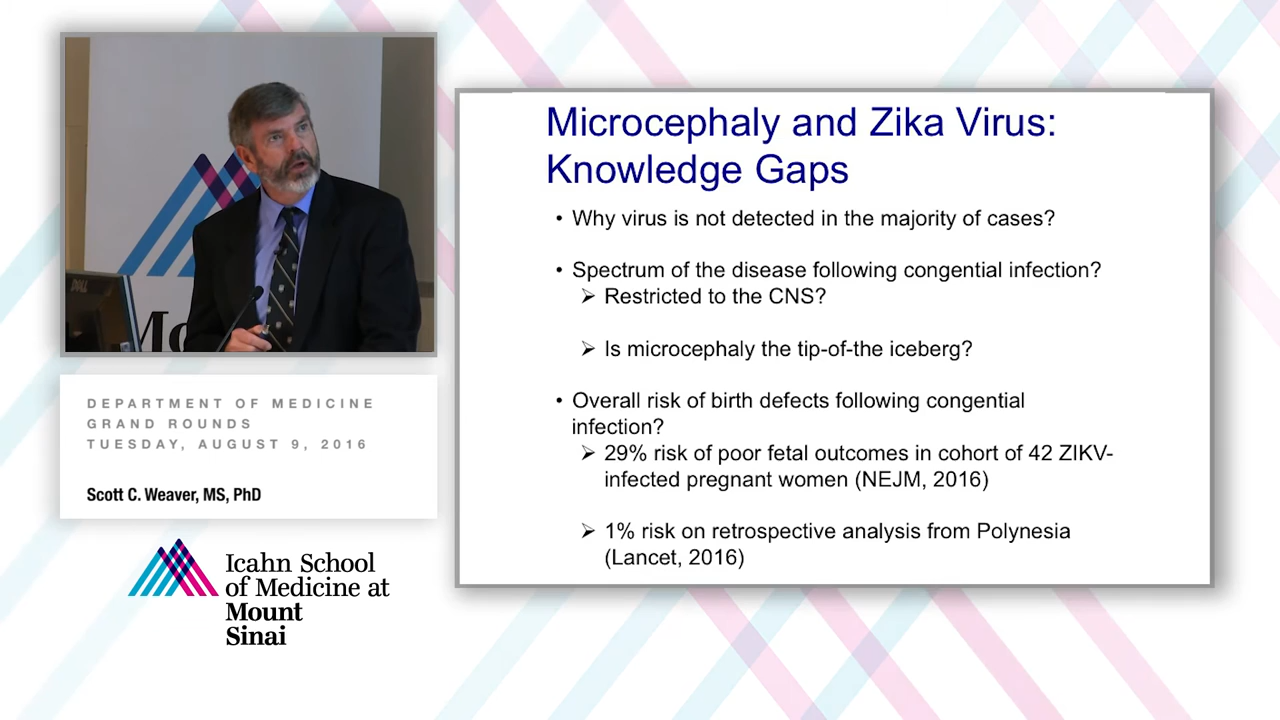 DELL
Mo
DEPARTMENT OF MEDICINE
GRAND ROUNDS
TUESDAY, AUGUST 9, 2016
Scott C. Weaver, MS, PhD
Icahn School
of Medicine at
Mount
Sinai
Microcephaly and Zika Virus:
Knowledge Gaps
• Why virus is not detected in the majority of cases?
• Spectrum of the disease following congential infection?
➢ Restricted to the CNS?
➢ Is microcephaly the tip-of-the iceberg?
• Overall risk of birth defects following congential
infection?
➢ 29% risk of poor fetal outcomes in cohort of 42 ZIKV-
infected pregnant women (NEJM, 2016)
➢ 1% risk on retrospective analysis from Polynesia
(Lancet, 2016)